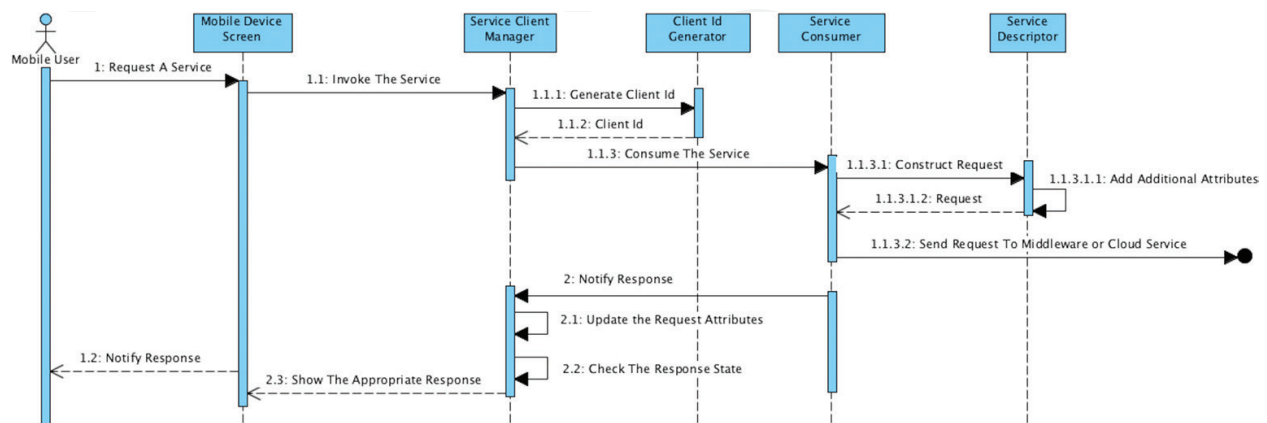 Mobile User
Mobile Device
Screen
Service Client
Manager
Client Id
Generator
Service
Consumer
Service
Descriptor
1: Request A Service
1.1: Invoke The Service
1.1.1: Generate Client Id
1.1.2: Client Id
1.1.3: Consume The Service
1.1.3.1: Construct Request
1.1.3.1.1: Add Additional Attributes
1.1.3.1.2: Request
1.1.3.2: Send Request To Middleware or Cloud Service
2: Notify Response
2.1: Update the Request Attributes
1.2: Notify Response
2.2: Check The Response State
2.3: Show The Appropriate Response